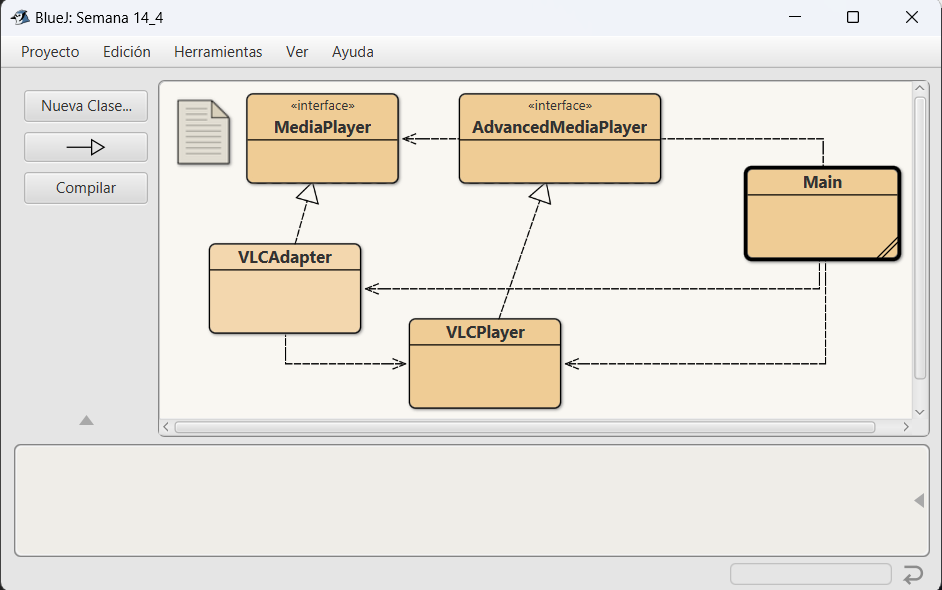 BlueJ: Semana 14_4
Proyecto Edición Herramientas Ver Ayuda
Nueva Clase...
Compilar
«interface»
MediaPlayer
«interface»
AdvancedMediaPlayer
Main
VLCAdapter
VLCPlayer